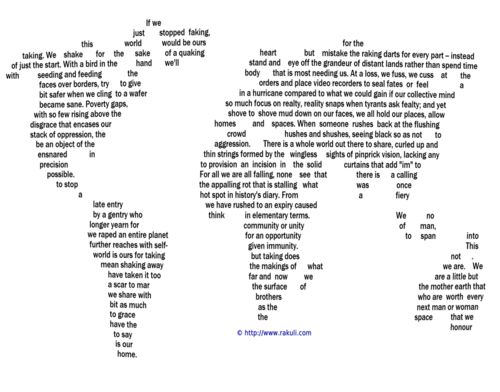 If we
just stopped faking,
this world would be ours for the
taking. We shake for the sake of a quaking heart but mistake the raking darts for every part – instead
of just the start. With a bird in the hand we'll stand and eye off the grandeur of distant lands rather than spend time
with seeding and feeding the body that is most needing us. At a loss, we fuss, we cuss at the
faces over borders, try to give orders and place video recorders to seal fates or feel a
bit safer when we cling to a wafer in a hurricane compared to what we could gain if our collective mind
became sane. Poverty gaps, so much focus on realty, reality snaps when tyrants ask fealty; and yet
with so few rising above the shove to shove mud down on our faces, we all hold our places, allow
disgrace that encases our homes and spaces. When someone rushes back at the flushing
stack of oppression, the crowd hushes and shushes, seeing black so as not to
be an object of the aggression. There is a whole world out there to share, curled up and
ensnared in thin strings formed by the wingless sights of pinprick vision, lacking any
precision to provision an incision in the solid curtains that add "im" to
possible. For all we are all falling, none see that there is a calling
to stop the appalling rot that is stalling what was once
a hot spot in history's diary. From a fiery
late entry we have rushed to an expiry caused
by a gentry who think in elementary terms. We no
longer yearn for community or unity of man,
we raped an entire planet for an opportunity to span into
further reaches with self- given immunity. This
world is ours for taking but taking does not .
mean shaking away the makings of what we are. We
have taken it too far and now we are a little but
a scar to mar the surface of the mother earth that
we share with brothers who are worth every
bit as much as the next man or woman
to grace the space that we
have the honour
to say
is our
home.
© http://www.rakuli.com